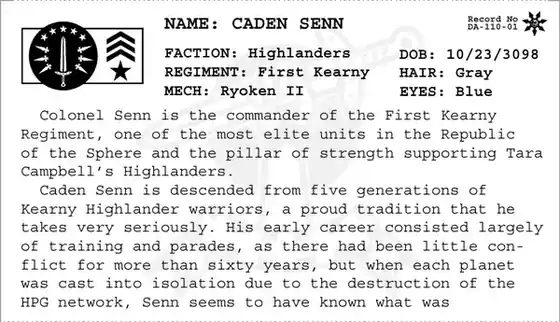 NAME: CADEN SENN
Record No
DA-110-01
FACTION: Highlanders
DOB: 10/23/3098
REGIMENT: First Kearny
HAIR: Gray
MECH: Ryoken II
EYES: Blue
Colonel Senn is the commander of the First Kearny
Regiment, one of the most elite units in the Republic
of the Sphere and the pillar of strength supporting Tara
Campbell's Highlanders.
Caden Senn is descended from five generations of
Kearny Highlander warriors, a proud tradition that he
takes very seriously. His early career consisted largely
of training and parades, as there had been little con-
flict for more than sixty years, but when each planet
was cast into isolation due to the destruction of the
HPG network, Senn seems to have known what was